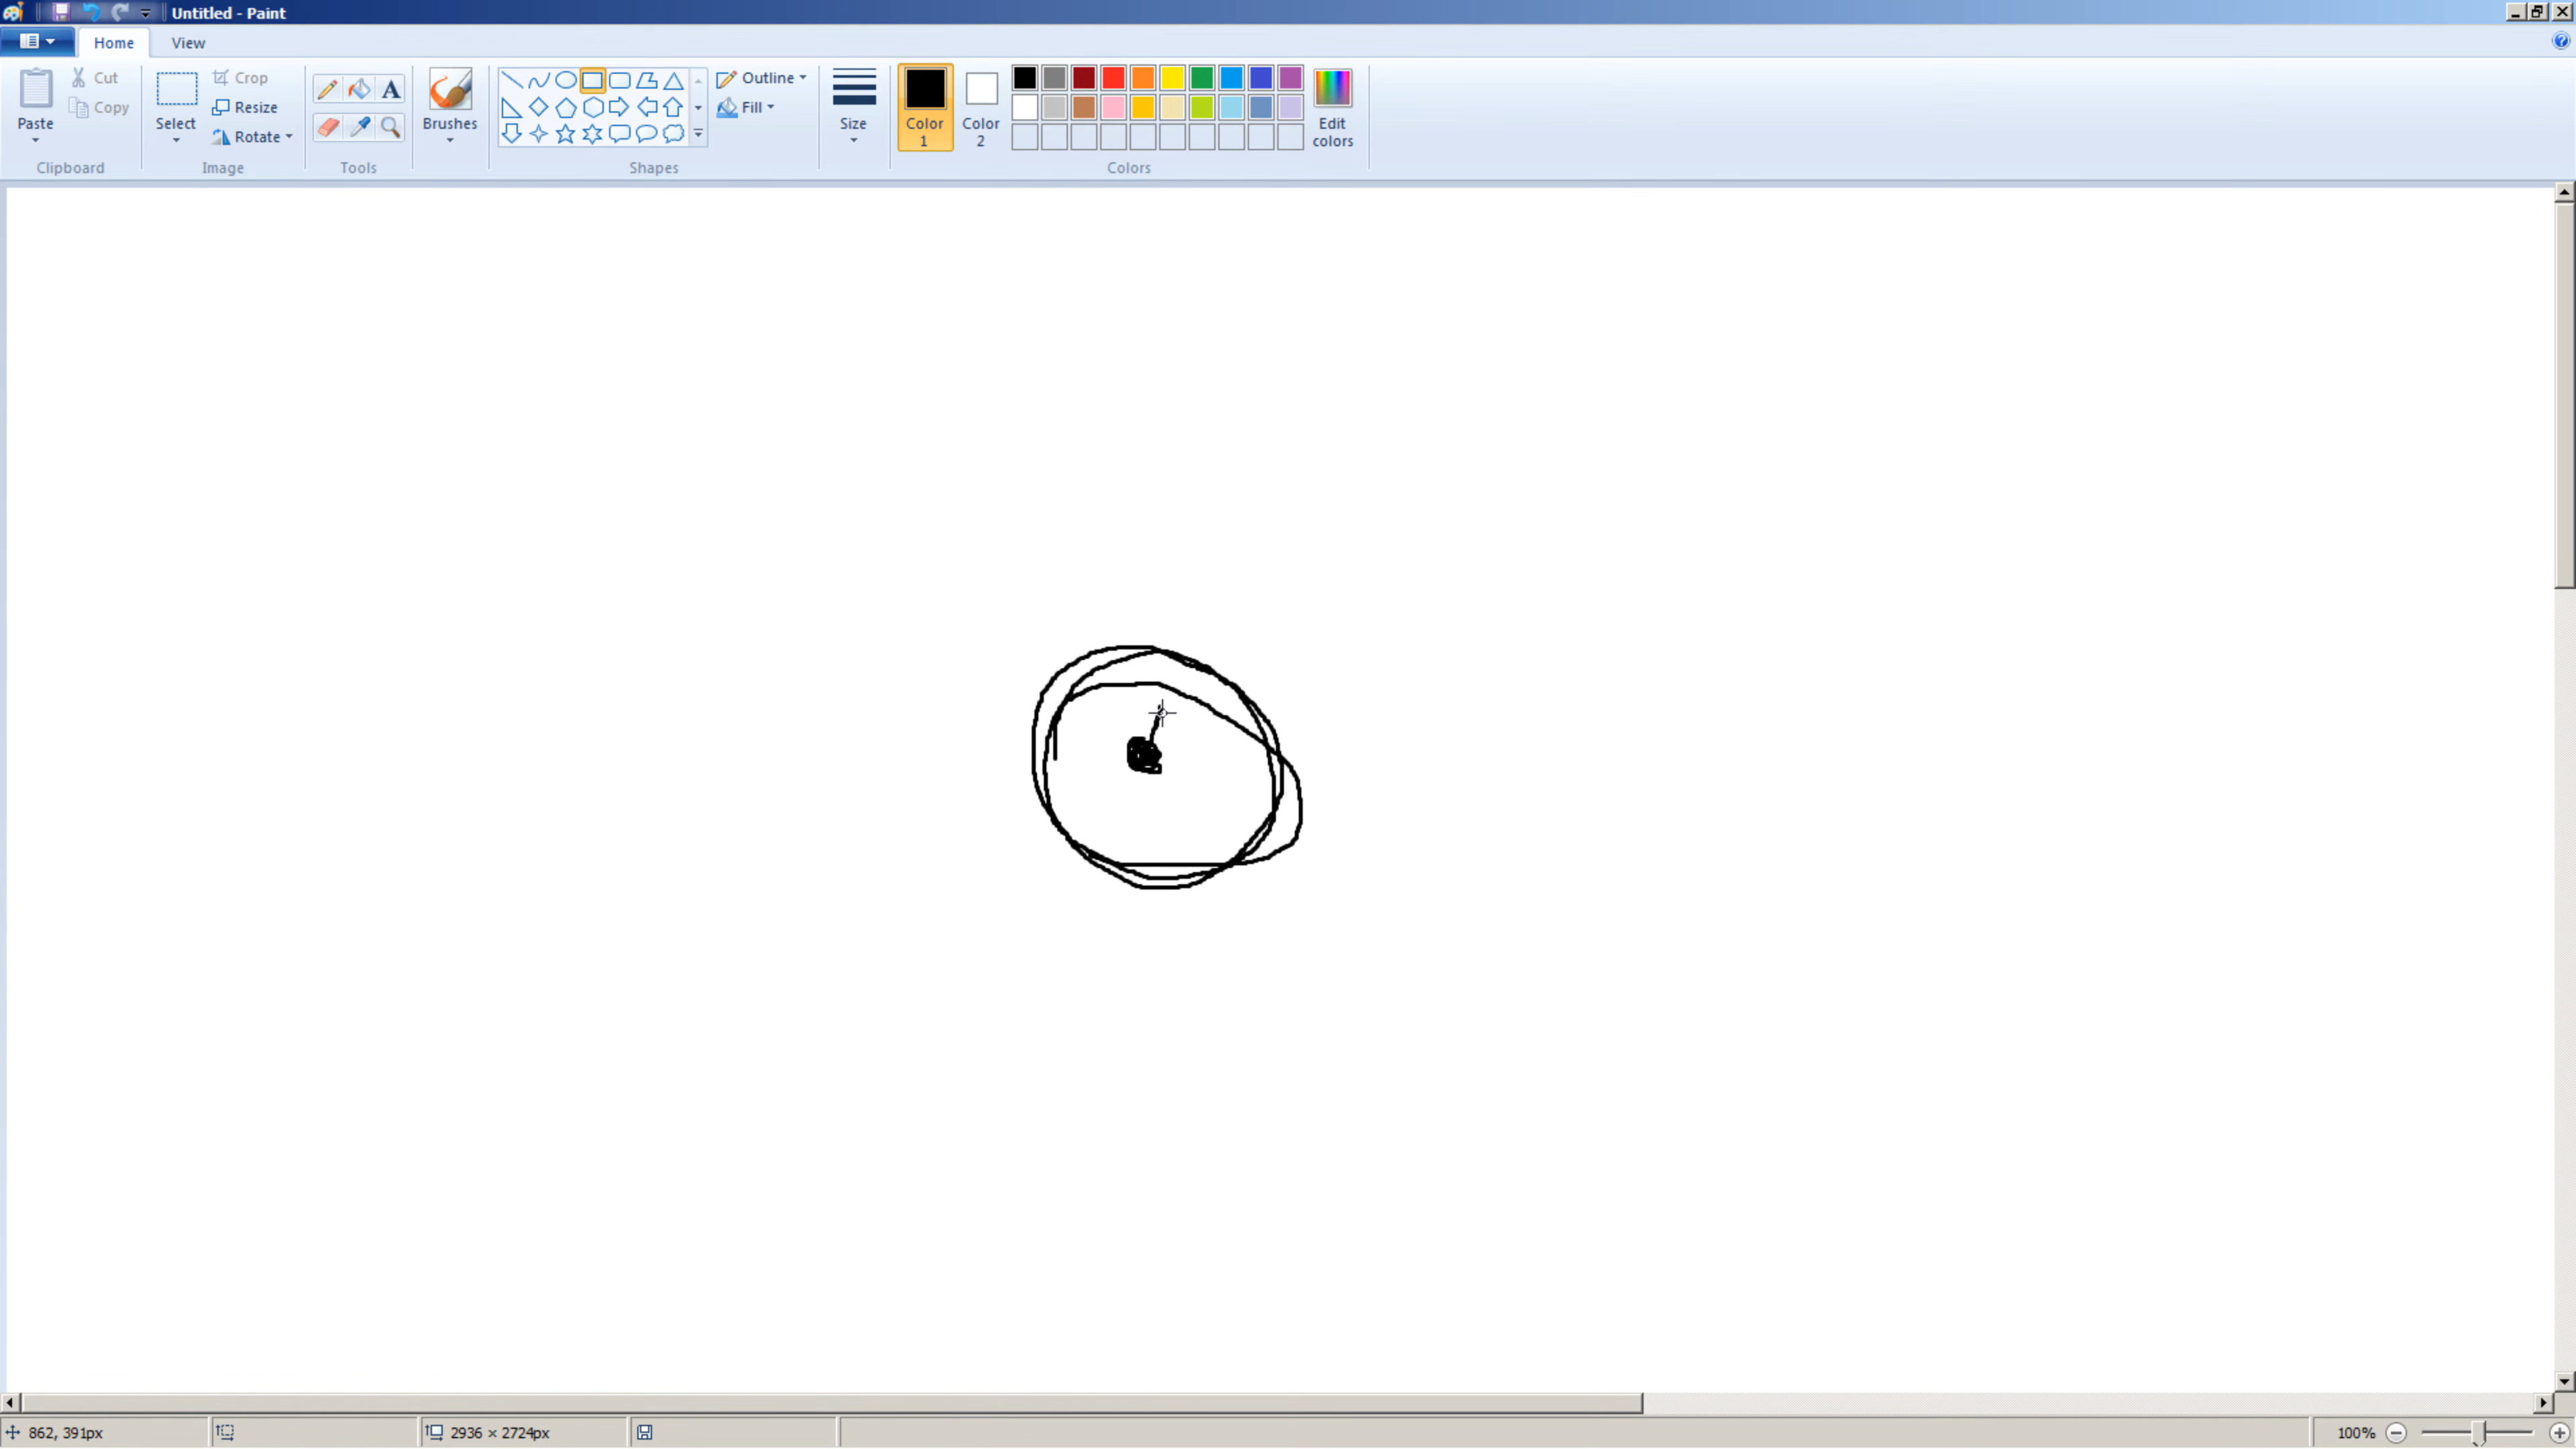 Untitled - Paint
Home View
Paste
Cut
Copy
Clipboard
Select
Crop
Resize
Rotate
Image
A
Tools
Brushes
Outline
Fill
Shapes
Size
Color 1
Color 2
Edit colors
Colors
862, 391px
2936 × 2724px
100%